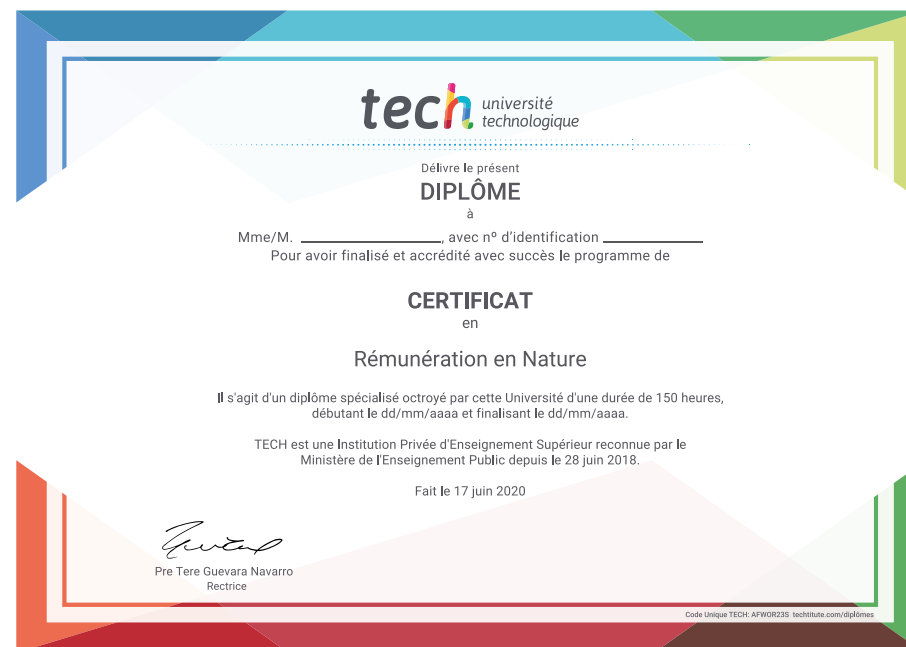 tech université
technologique
Délivre le présent
DIPLÔME
à
Mme/M. ____________________, avec nº d'identification ______________
Pour avoir finalisé et accrédité avec succès le programme de
CERTIFICAT
en
Rémunération en Nature
Il s'agit d'un diplôme spécialisé octroyé par cette Université d'une durée de 150 heures,
débutant le dd/mm/aaaa et finalisant le dd/mm/aaaa.
TECH est une Institution Privée d'Enseignement Supérieur reconnue par le
Ministère de l'Enseignement Public depuis le 28 juin 2018.
Fait le 17 juin 2020
Pre Tere Guevara Navarro
Rectrice
Code Unique TECH: AFWOR23S techtitute.com/diplômes